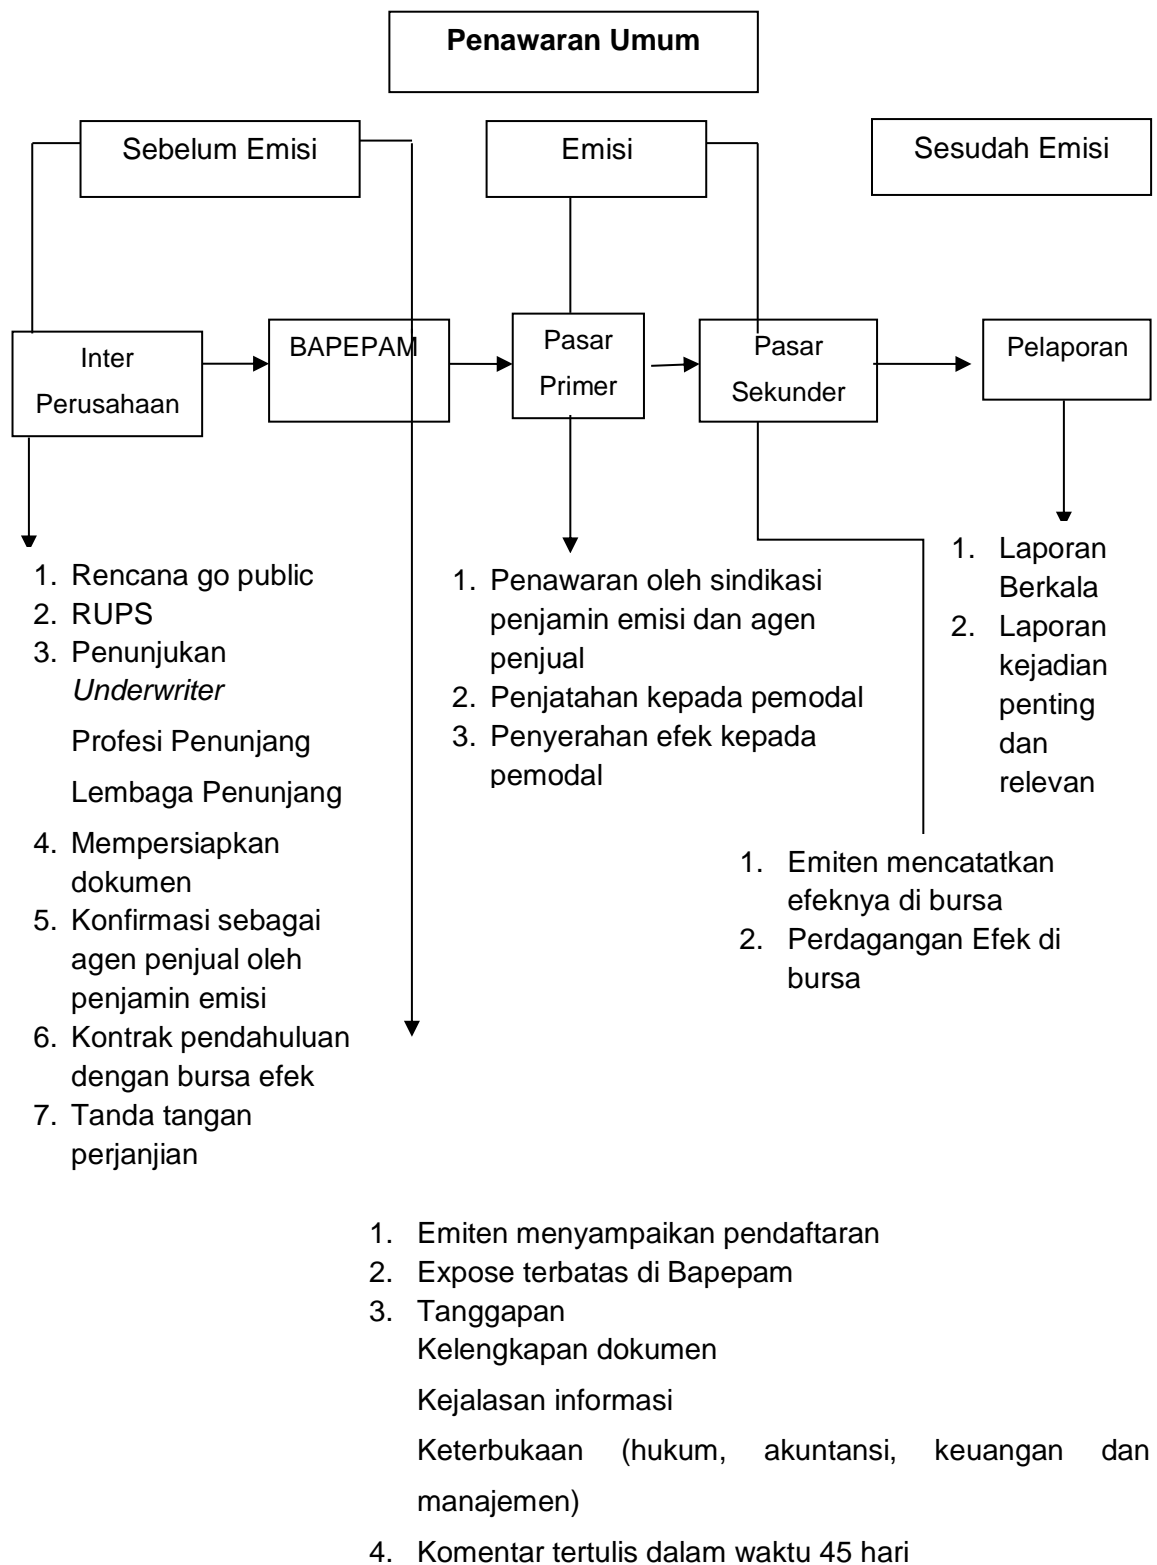 Penawaran Umum
Sebelum Emisi
Emisi
Sesudah Emisi
Inter
Perusahaan
BAPEPAM
Pasar
Primer
Pasar
Sekunder
Pelaporan
1. Rencana go public
2. RUPS
3. Penunjukan
Underwriter
Profesi Penunjang
Lembaga Penunjang
4. Mempersiapkan
dokumen
5. Konfirmasi sebagai
agen penjual oleh
penjamin emisi
6. Kontrak pendahuluan
dengan bursa efek
7. Tanda tangan
perjanjian
1. Penawaran oleh sindikasi
penjamin emisi dan agen
penjual
2. Penjatahan kepada pemodal
3. Penyerahan efek kepada
pemodal
1. Laporan
Berkala
2. Laporan
kejadian
penting
dan
relevan
1. Emiten mencatatkan
efeknya di bursa
2. Perdagangan Efek di
bursa
1. Emiten menyampaikan pendaftaran
2. Expose terbatas di Bapepam
3. Tanggapan
Kelengkapan dokumen
Kejalasan informasi
Keterbukaan (hukum, akuntansi, keuangan dan
manajemen)
4. Komentar tertulis dalam waktu 45 hari